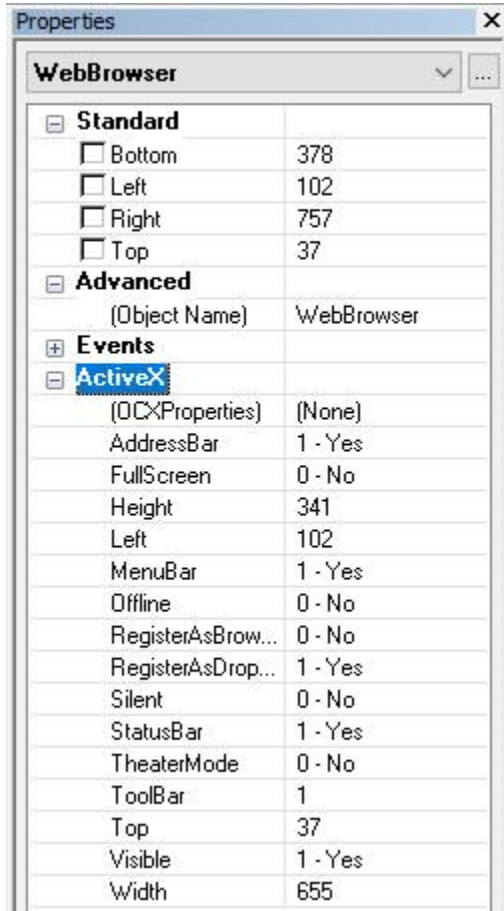 Properties
WebBrowser ...
Standard
Bottom 378
Left 102
Right 757
Top 37
Advanced
(Object Name) WebBrowser
Events
ActiveX
(OCXProperties) (None)
AddressBar 1 - Yes
FullScreen 0 - No
Height 341
Left 102
MenuBar 1 - Yes
Offline 0 - No
RegisterAsBrow... 0 - No
RegisterAsDrop... 1 - Yes
Silent 0 - No
StatusBar 1 - Yes
TheaterMode 0 - No
ToolBar 1
Top 37
Visible 1 - Yes
Width 655